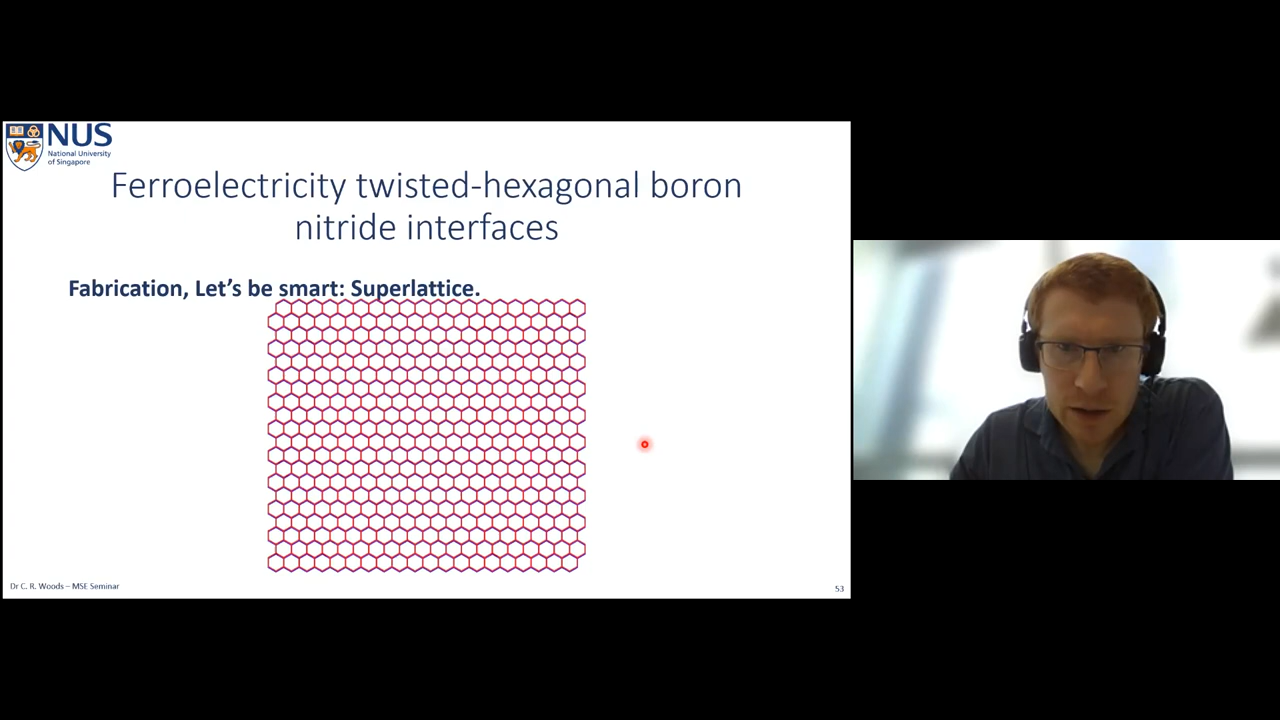 NUS
National University
of Singapore
Ferroelectricity twisted-hexagonal boron
nitride interfaces
Fabrication, Let’s be smart: Superlattice.
Dr C. R. Woods – MSE Seminar
53